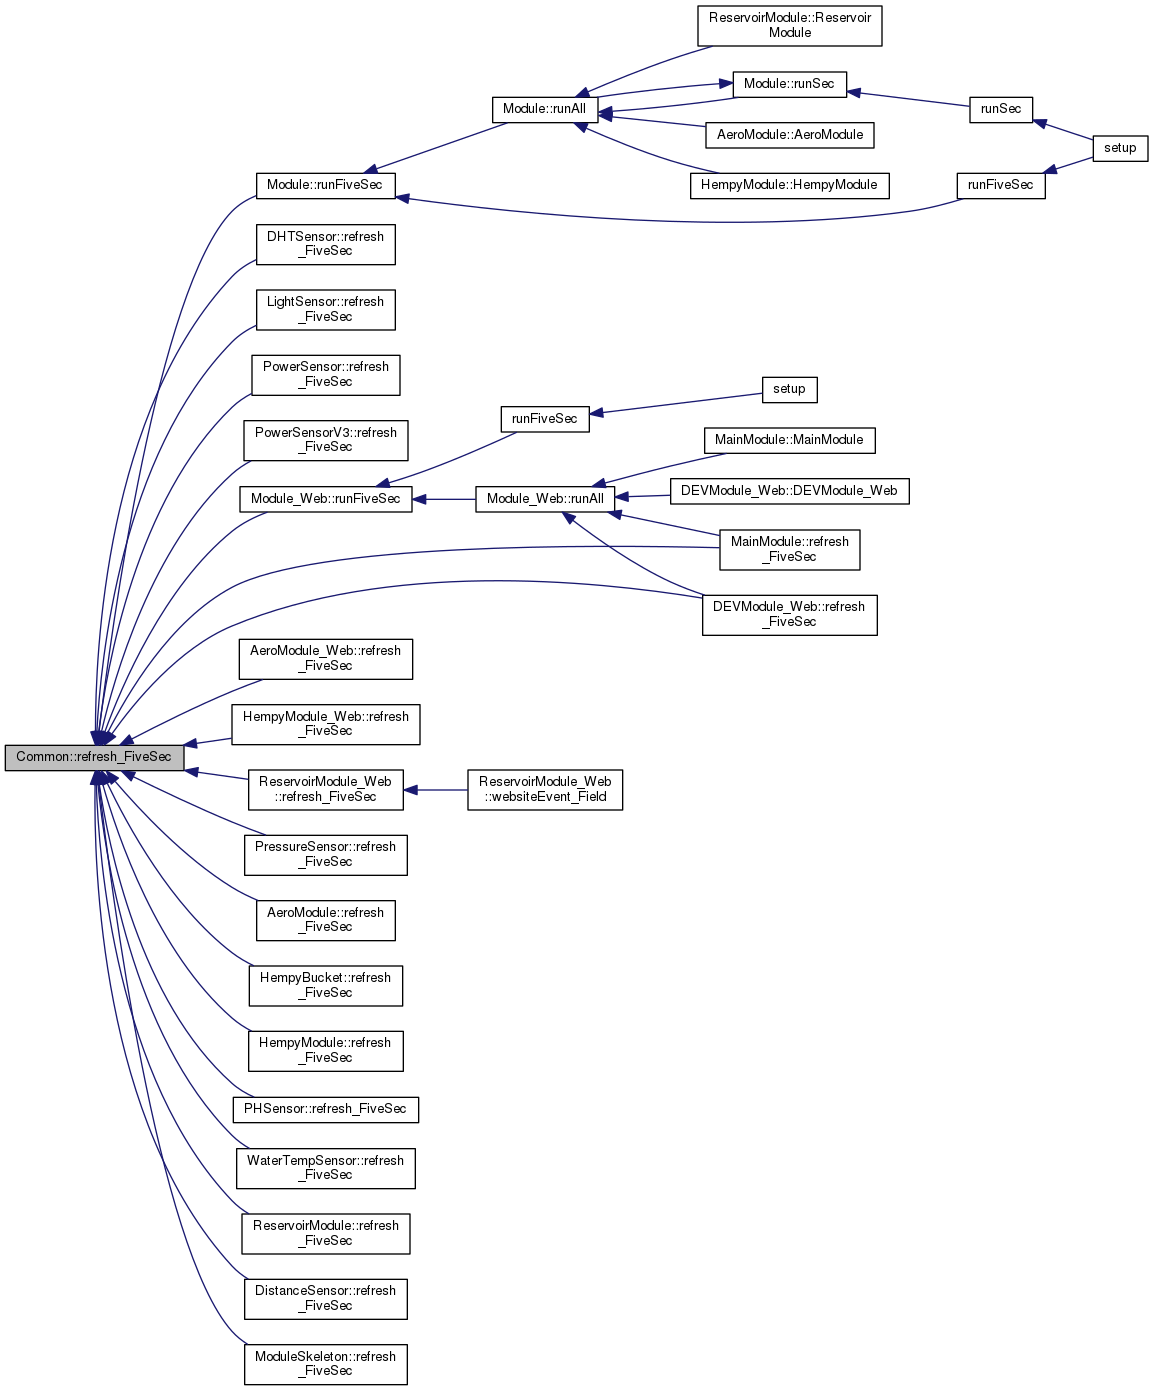 ReservoirModule::Reservoir
Module
Module::runSec
Module::runAll
runSec
AeroModule::AeroModule
setup
Module::runFiveSec
HempyModule::HempyModule
runFiveSec
DHTSensor::refresh
_FiveSec
LightSensor::refresh
_FiveSec
PowerSensor::refresh
_FiveSec
setup
runFiveSec
PowerSensorV3::refresh
_FiveSec
MainModule::MainModule
Module_Web::runFiveSec
Module_Web::runAll
DEVModule_Web::DEVModule_Web
MainModule::refresh
_FiveSec
DEVModule_Web::refresh
_FiveSec
AeroModule_Web::refresh
_FiveSec
HempyModule_Web::refresh
_FiveSec
Common::refresh_FiveSec
ReservoirModule_Web
::refresh_FiveSec
ReservoirModule_Web
::websiteEvent_Field
PressureSensor::refresh
_FiveSec
AeroModule::refresh
_FiveSec
HempyBucket::refresh
_FiveSec
HempyModule::refresh
_FiveSec
PHSensor::refresh_FiveSec
WaterTempSensor::refresh
_FiveSec
ReservoirModule::refresh
_FiveSec
DistanceSensor::refresh
_FiveSec
ModuleSkeleton::refresh
_FiveSec